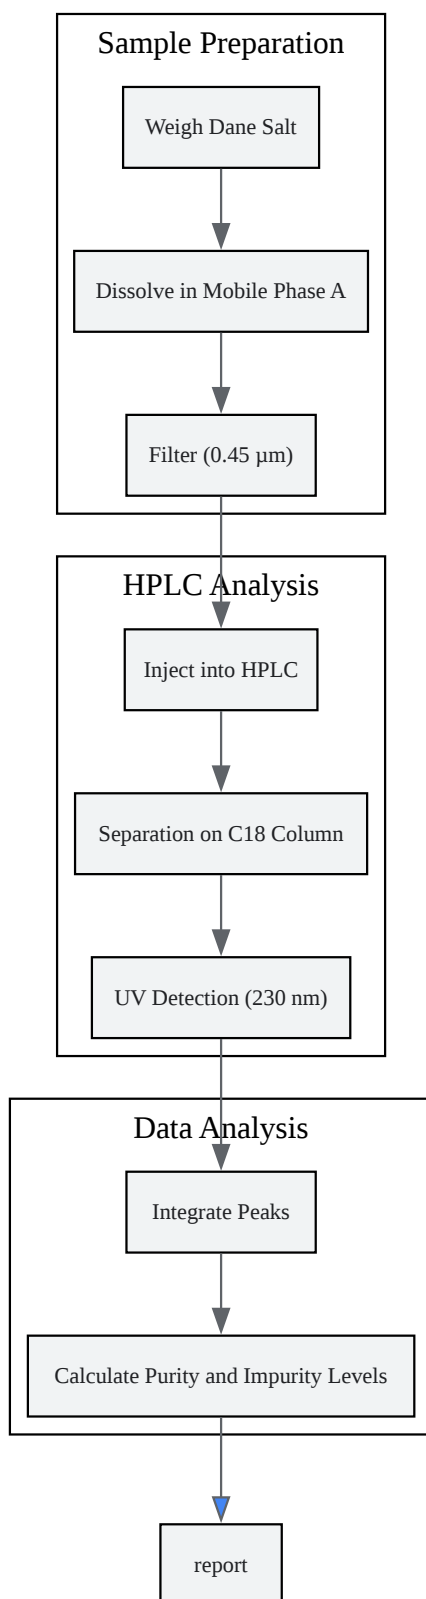 Sample Preparation
Weigh Dane Salt
Dissolve in Mobile Phase A
Filter (0.45 µm)
HPLC Analysis
Inject into HPLC
Separation on C18 Column
UV Detection (230 nm)
Data Analysis
Integrate Peaks
Calculate Purity and Impurity Levels
report